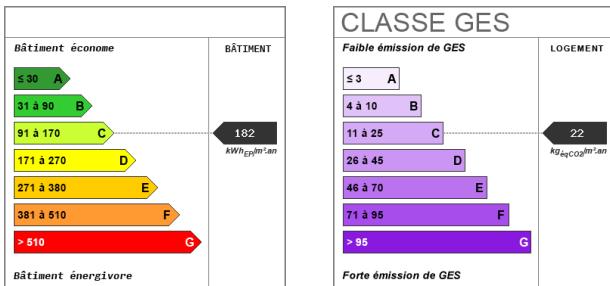 Bâtiment économe
BÂTIMENT
≤ 30 A
31 à 90 B
91 à 170 C
182
kWhEP/m².an
171 à 270 D
271 à 380 E
381 à 510 F
> 510 G
Bâtiment énergivore
CLASSE GES
Faible émission de GES
LOGEMENT
≤ 3 A
4 à 10 B
11 à 25 C
22
kgéqCO2/m².an
26 à 45 D
46 à 70 E
71 à 95 F
> 95 G
Forte émission de GES